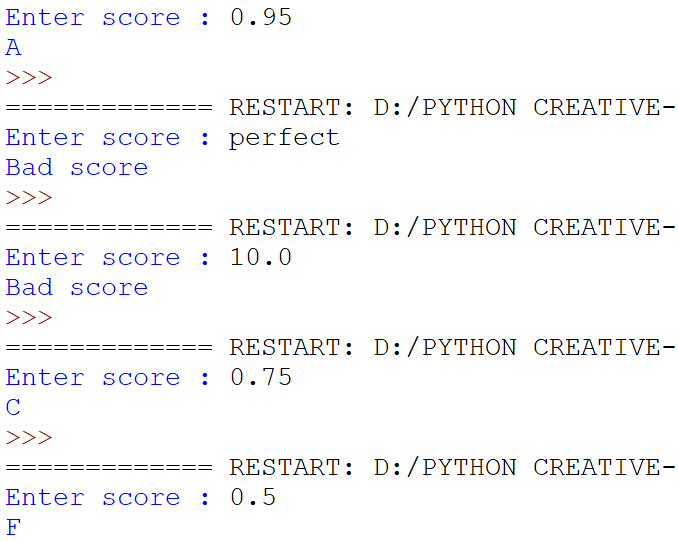 Enter score : 0.95
A
>>>
============= RESTART: D:/PYTHON CREATIVE-
Enter score : perfect
Bad score
>>>
============= RESTART: D:/PYTHON CREATIVE-
Enter score : 10.0
Bad score
>>>
============= RESTART: D:/PYTHON CREATIVE-
Enter score : 0.75
C
>>>
============= RESTART: D:/PYTHON CREATIVE-
Enter score : 0.5
F